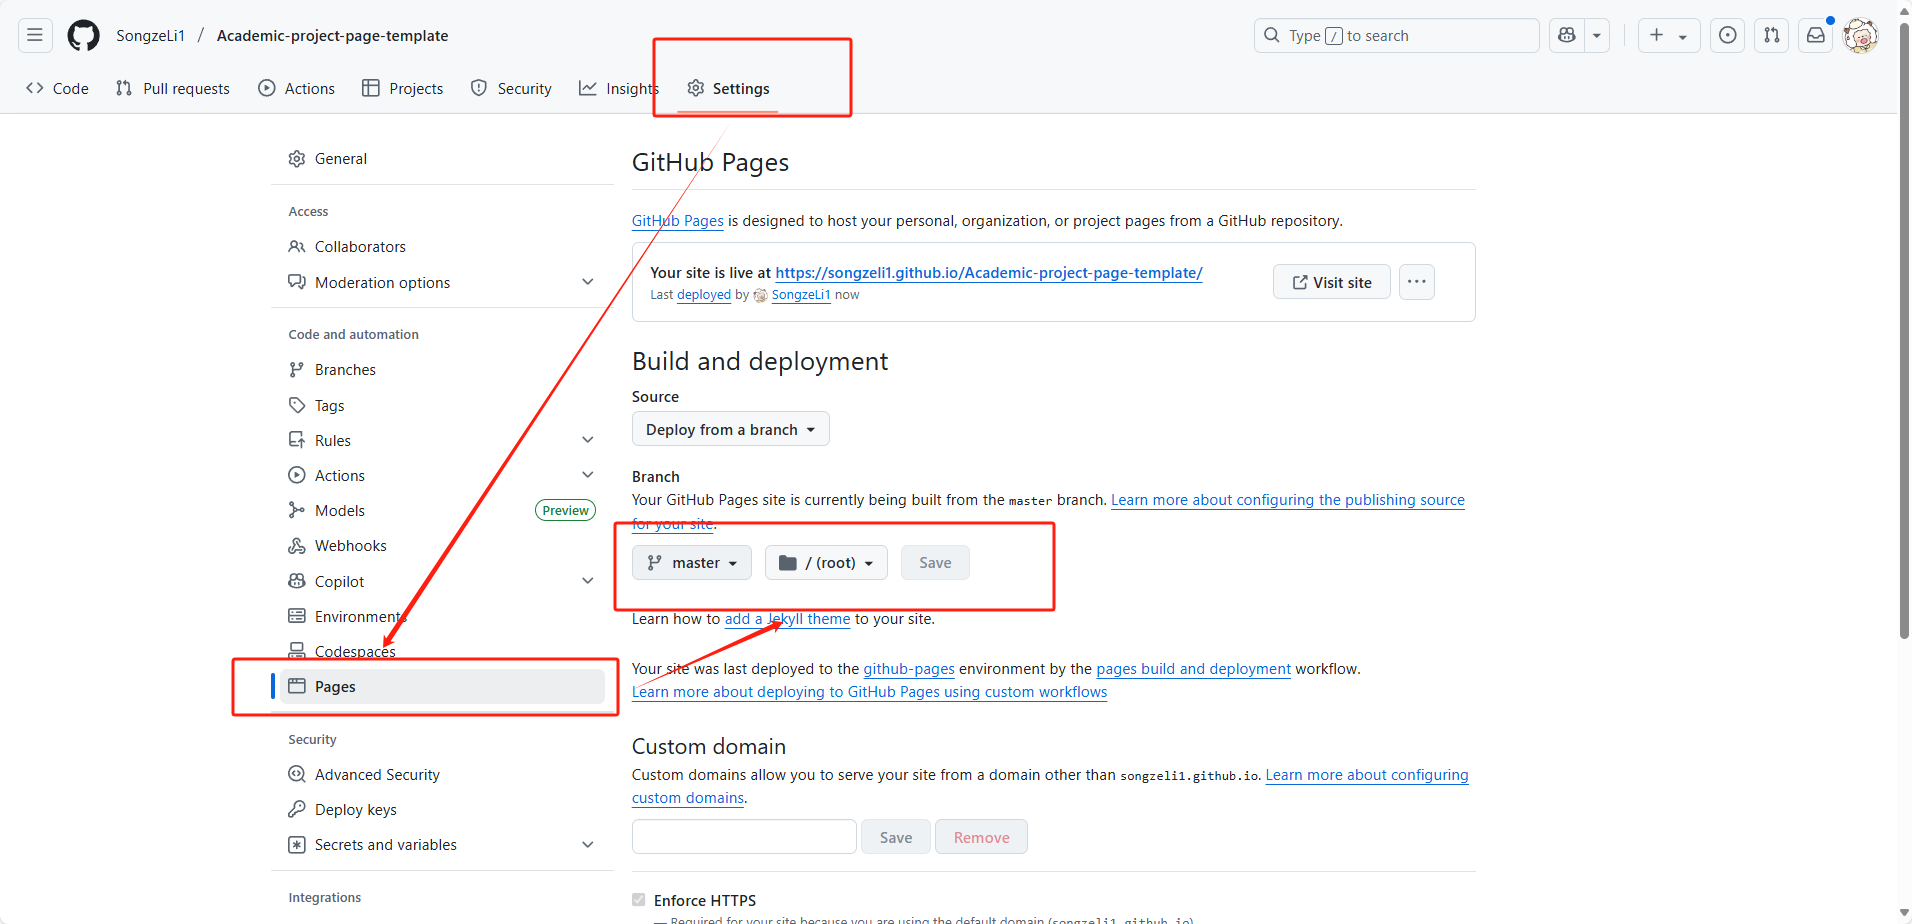 SongzeLi1 / Academic-project-page-template
Type / to search
Code
Pull requests
Actions
Projects
Security
Insights
Settings
General
Access
Collaborators
Moderation options
Code and automation
Branches
Tags
Rules
Actions
Models
Preview
Webhooks
Copilot
Environments
Codespaces
Pages
Security
Advanced Security
Deploy keys
Secrets and variables
Integrations
GitHub Pages
GitHub Pages is designed to host your personal, organization, or project pages from a GitHub repository.
Your site is live at https://songzeli1.github.io/Academic-project-page-template/
Last deployed by SongzeLi1 now
Visit site
Build and deployment
Source
Deploy from a branch
Branch
Your GitHub Pages site is currently being built from the master branch. Learn more about configuring the publishing source
for your site.
master
/ (root)
Save
Learn how to add a Jekyll theme to your site.
Your site was last deployed to the github-pages environment by the pages build and deployment workflow.
Learn more about deploying to GitHub Pages using custom workflows
Custom domain
Custom domains allow you to serve your site from a domain other than songzeli1.github.io. Learn more about configuring
custom domains.
Save
Remove
Enforce HTTPS
— Required for your site because you are using the default domain (songzeli1.github.io)